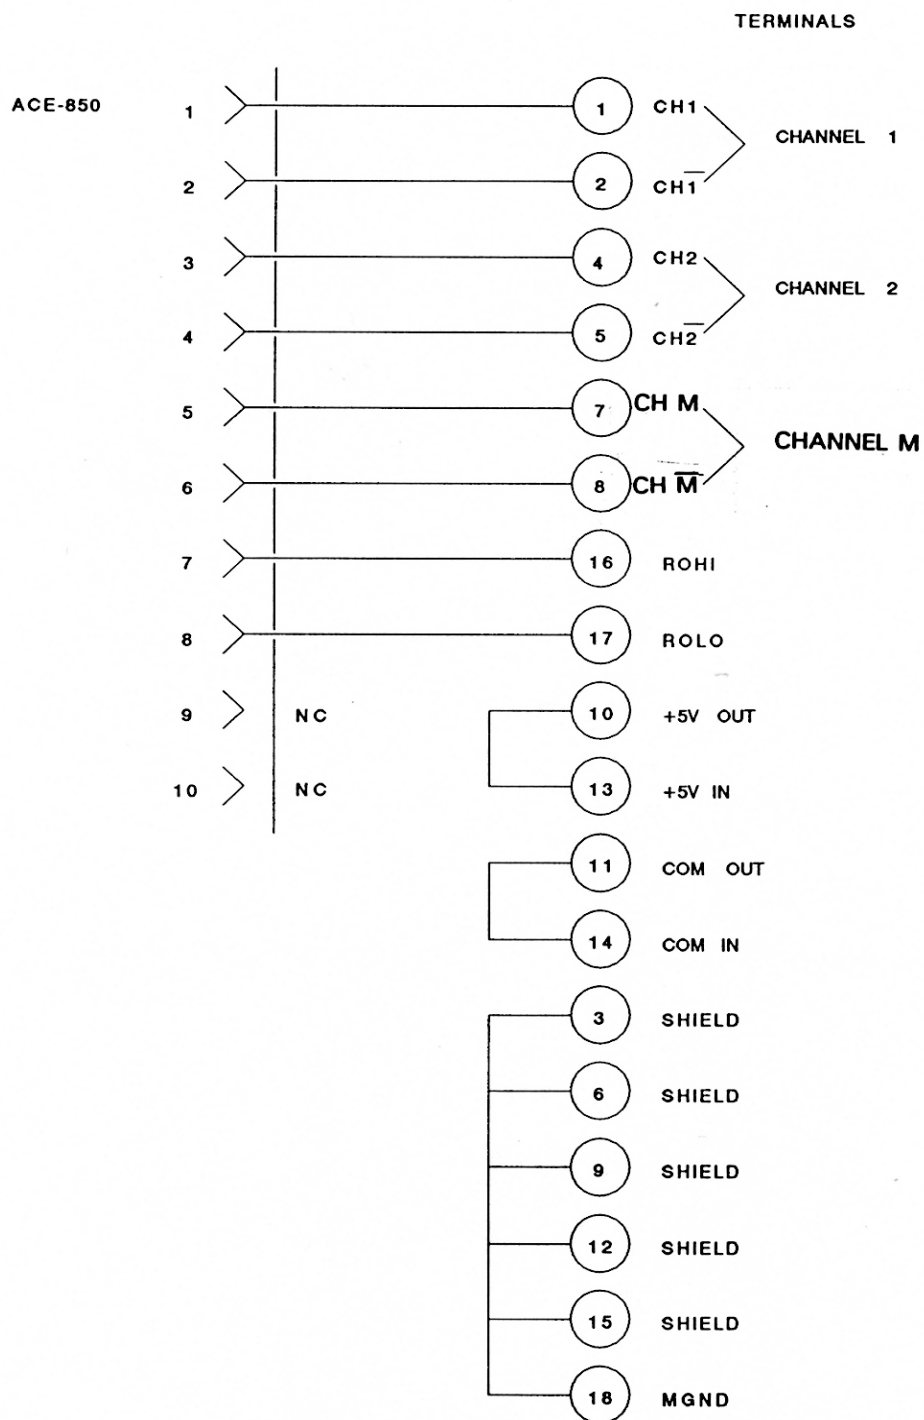 TERMINALS
ACE-850 1 1 CH1
CHANNEL 1
2 2 CH1̅
3 4 CH2
CHANNEL 2
4 5 CH2̅
5 7 CH M
CHANNEL M
6 8 CH M̅
7 16 ROHI
8 17 ROLO
9 NC 10 +5V OUT
10 NC 13 +5V IN
11 COM OUT
14 COM IN
3 SHIELD
6 SHIELD
9 SHIELD
12 SHIELD
15 SHIELD
18 MGND